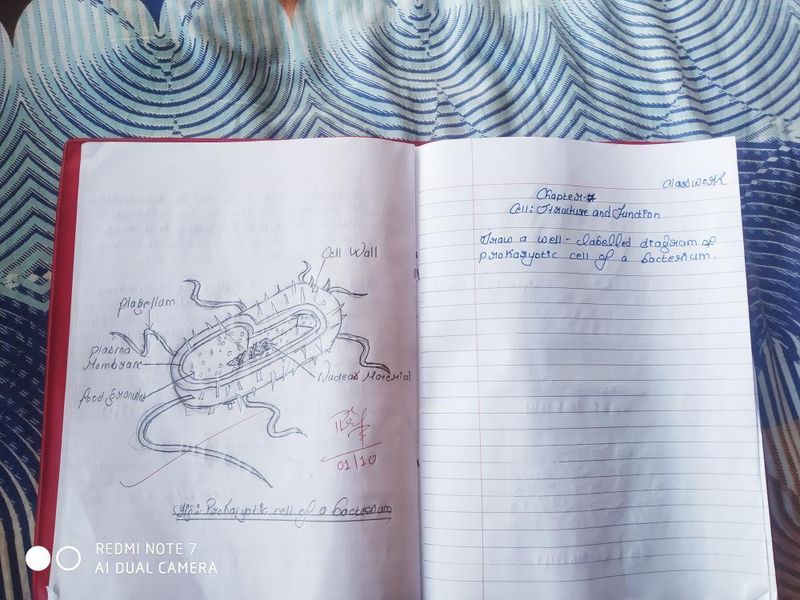 Cell Wall
flagellum
Plasma
Membrane
food granules
Nuclear Material
01/10
Fig:- Prokaryotic cell of a bacterium
Classwork
Chapter-
Cell: Structure and Function
Draw a well-labelled diagram of
prokaryotic cell of a bacterium.
REDMI NOTE 7
AI DUAL CAMERA